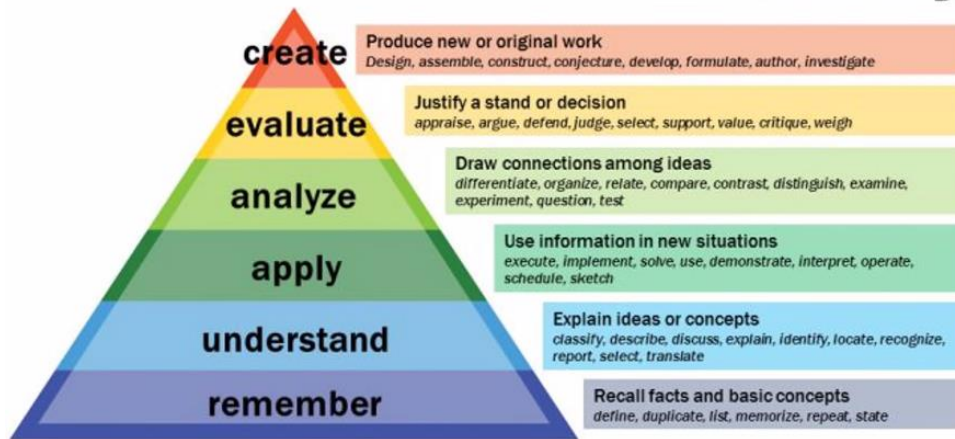 create
Produce new or original work
Design, assemble, construct, conjecture, develop, formulate, author, investigate
evaluate
Justify a stand or decision
appraise, argue, defend, judge, select, support, value, critique, weigh
analyze
Draw connections among ideas
differentiate, organize, relate, compare, contrast, distinguish, examine,
experiment, question, test
apply
Use information in new situations
execute, implement, solve, use, demonstrate, interpret, operate,
schedule, sketch
understand
Explain ideas or concepts
classify, describe, discuss, explain, identify, locate, recognize,
report, select, translate
remember
Recall facts and basic concepts
define, duplicate, list, memorize, repeat, state